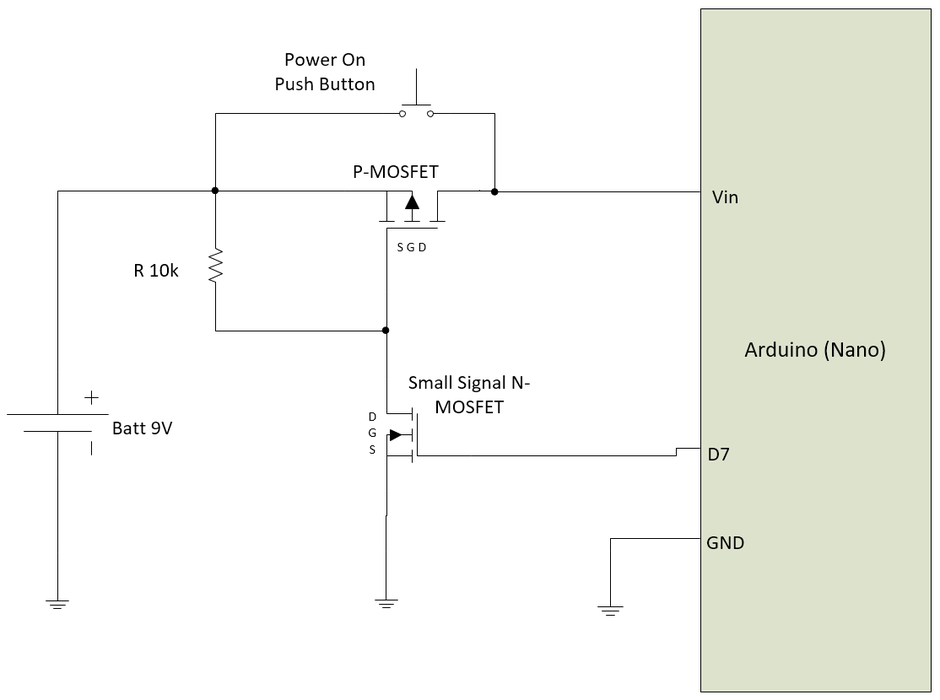 Power On
Push Button
P-MOSFET
Vin
S G D
R 10k
Arduino (Nano)
Small Signal N-
MOSFET
+
Batt 9V
D
G
S
D7
GND